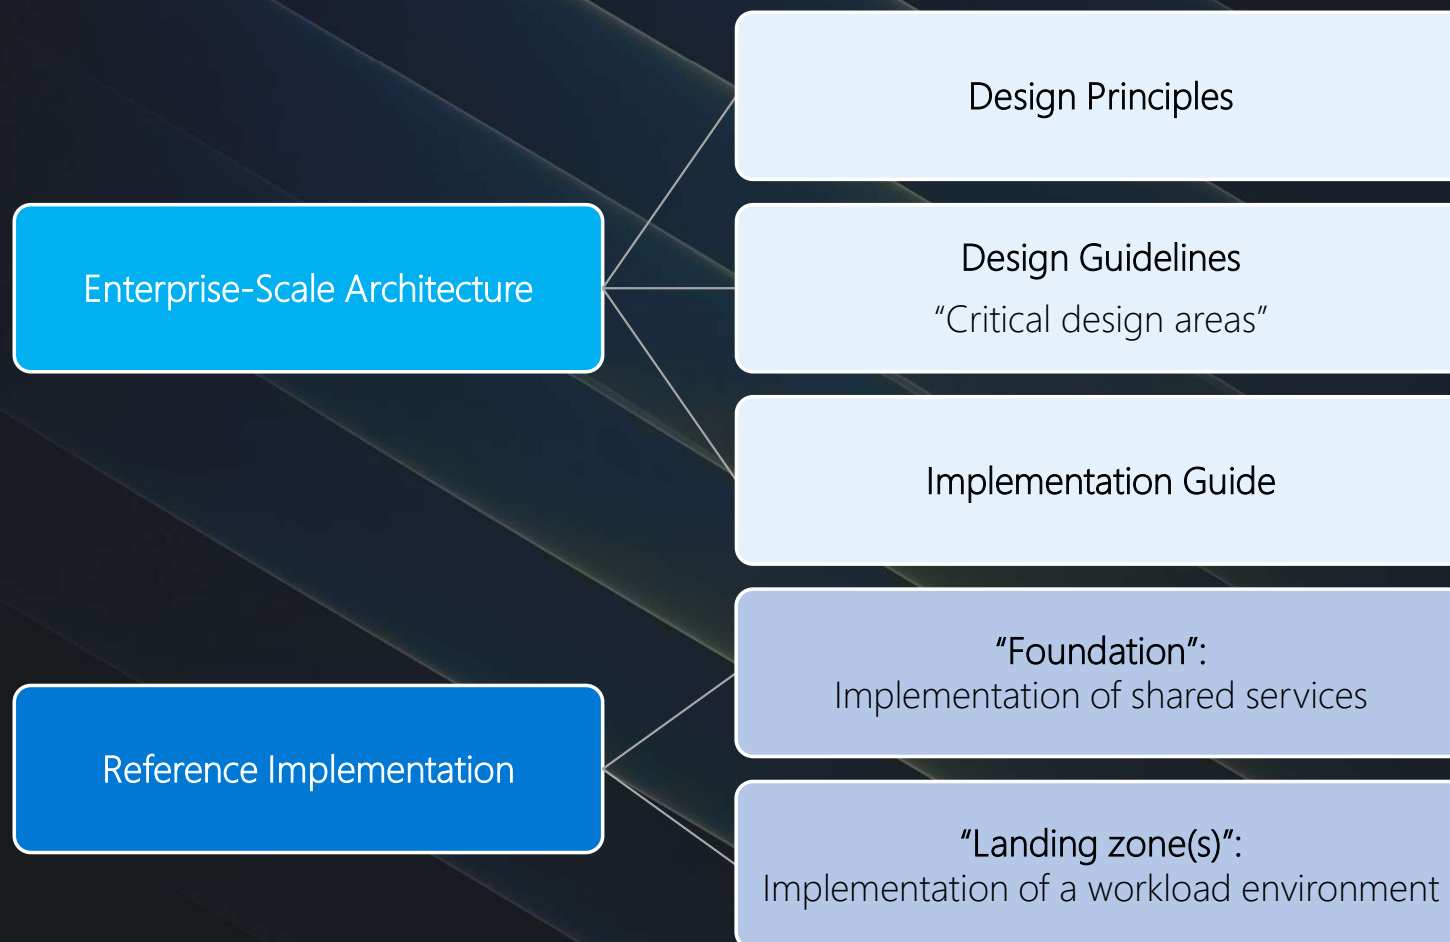 Enterprise-Scale Architecture
Design Principles
Design Guidelines
“Critical design areas”
Implementation Guide
Reference Implementation
“Foundation”:
Implementation of shared services
“Landing zone(s)”:
Implementation of a workload environment